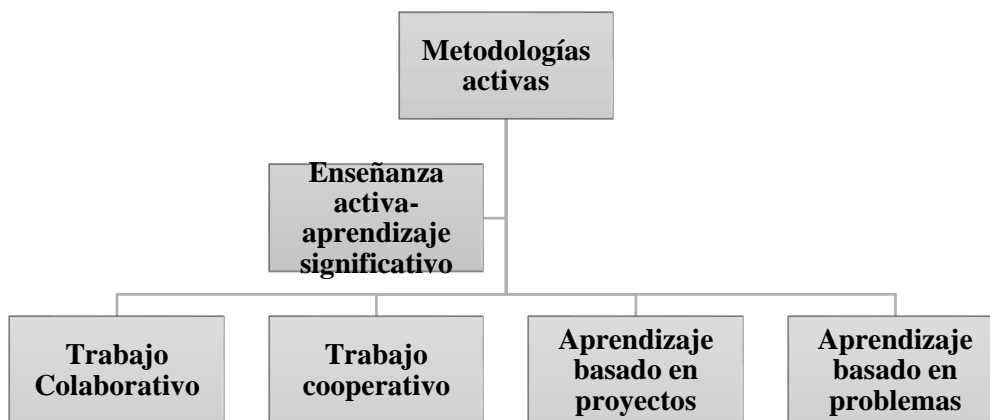 Metodologías
activas
Enseñanza
activa-
aprendizaje
significativo
Trabajo
Colaborativo
Trabajo
cooperativo
Aprendizaje
basado en
proyectos
Aprendizaje
basado en
problemas